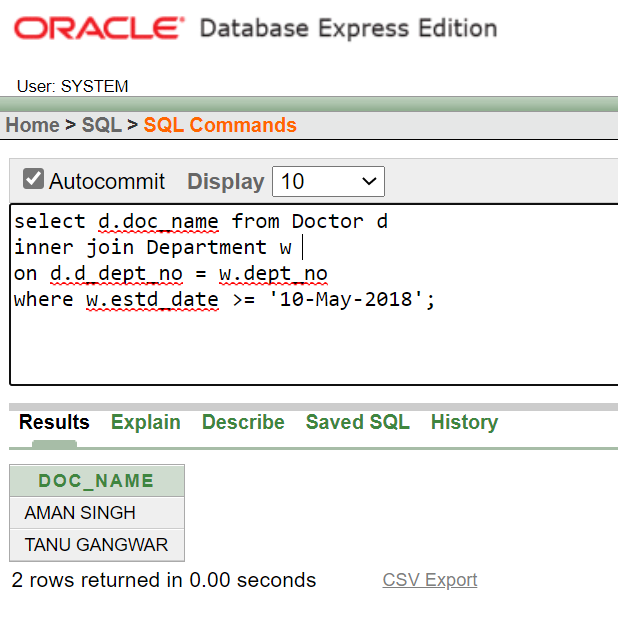 ORACLE® Database Express Edition
User: SYSTEM
Home > SQL > SQL Commands
Autocommit Display 10
select d.doc_name from Doctor d
inner join Department w
on d.d_dept_no = w.dept_no
where w.estd_date >= '10-May-2018';
Results Explain Describe Saved SQL History
DOC_NAME
AMAN SINGH
TANU GANGWAR
2 rows returned in 0.00 seconds CSV Export